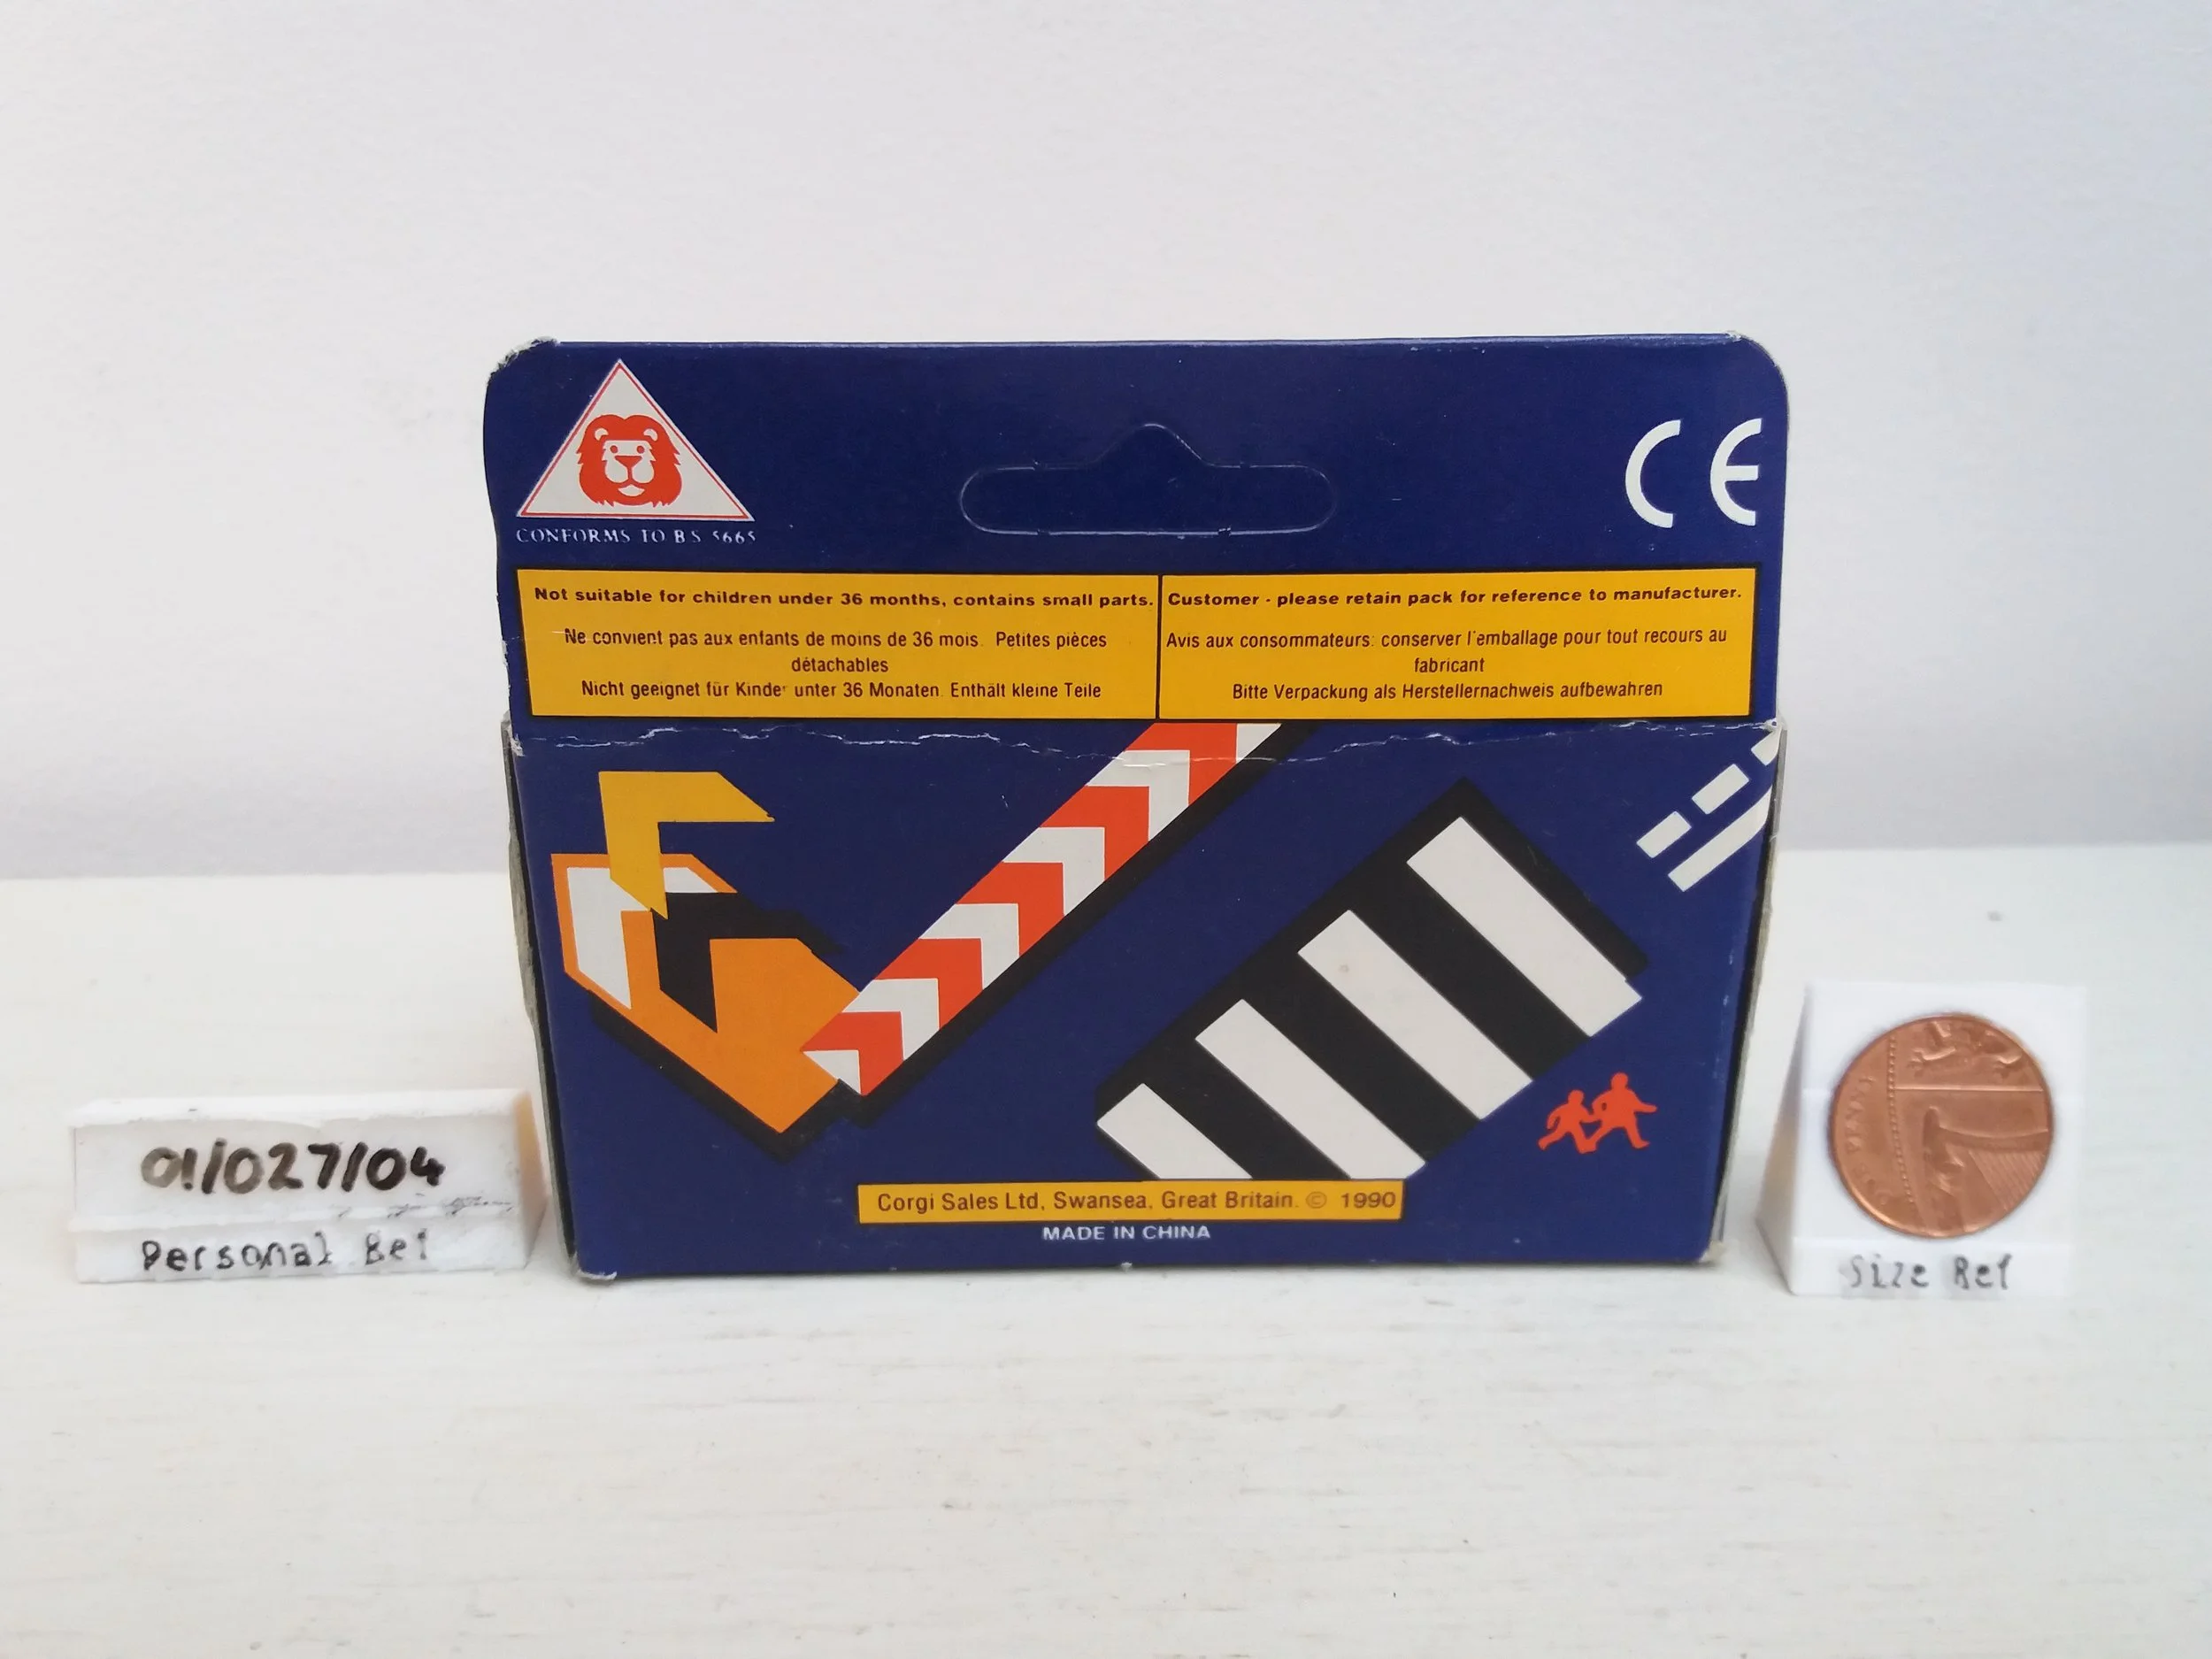 CE
CONFORMS TO B S 5665
Not suitable for children under 36 months, contains small parts.
Ne convient pas aux enfants de moins de 36 mois. Petites pièces
détachables
Nicht geeignet für Kinder unter 36 Monaten. Enthält kleine Teile
Customer - please retain pack for reference to manufacturer.
Avis aux consommateurs: conserver l'emballage pour tout recours au
fabricant
Bitte Verpackung als Herstellernachweis aufbewahren
Corgi Sales Ltd, Swansea, Great Britain. © 1990
MADE IN CHINA
01/027/04
Personal Ref
PENNY
Size Ref